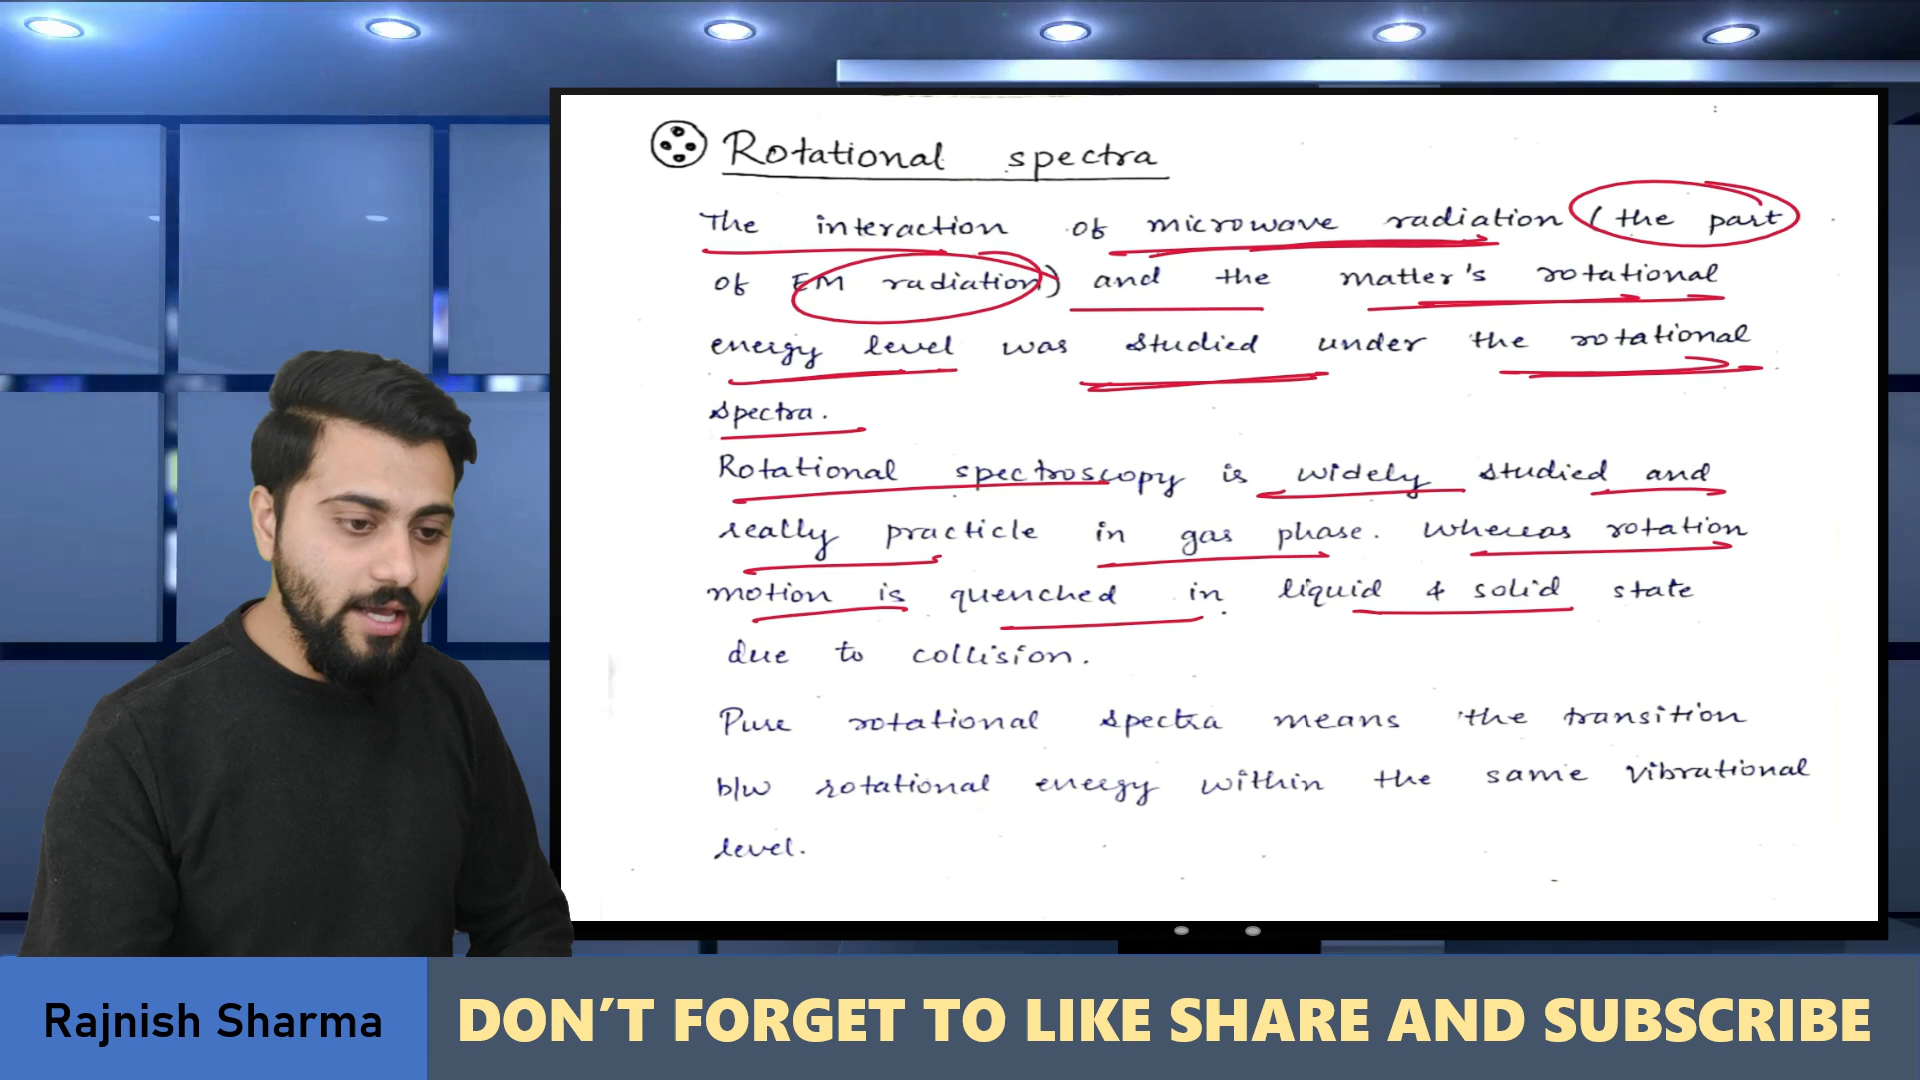 Rotational spectra
The interaction of microwave radiation (the part
of EM radiation) and the matter's rotational
energy level was studied under the rotational
spectra.
Rotational spectroscopy is widely studied and
really practicle in gas phase. Whereas rotation
motion is quenched in liquid & solid state
due to collision.
Pure rotational spectra means the transition
b/w rotational energy within the same vibrational
level.
Rajnish Sharma
DON'T FORGET TO LIKE SHARE AND SUBSCRIBE